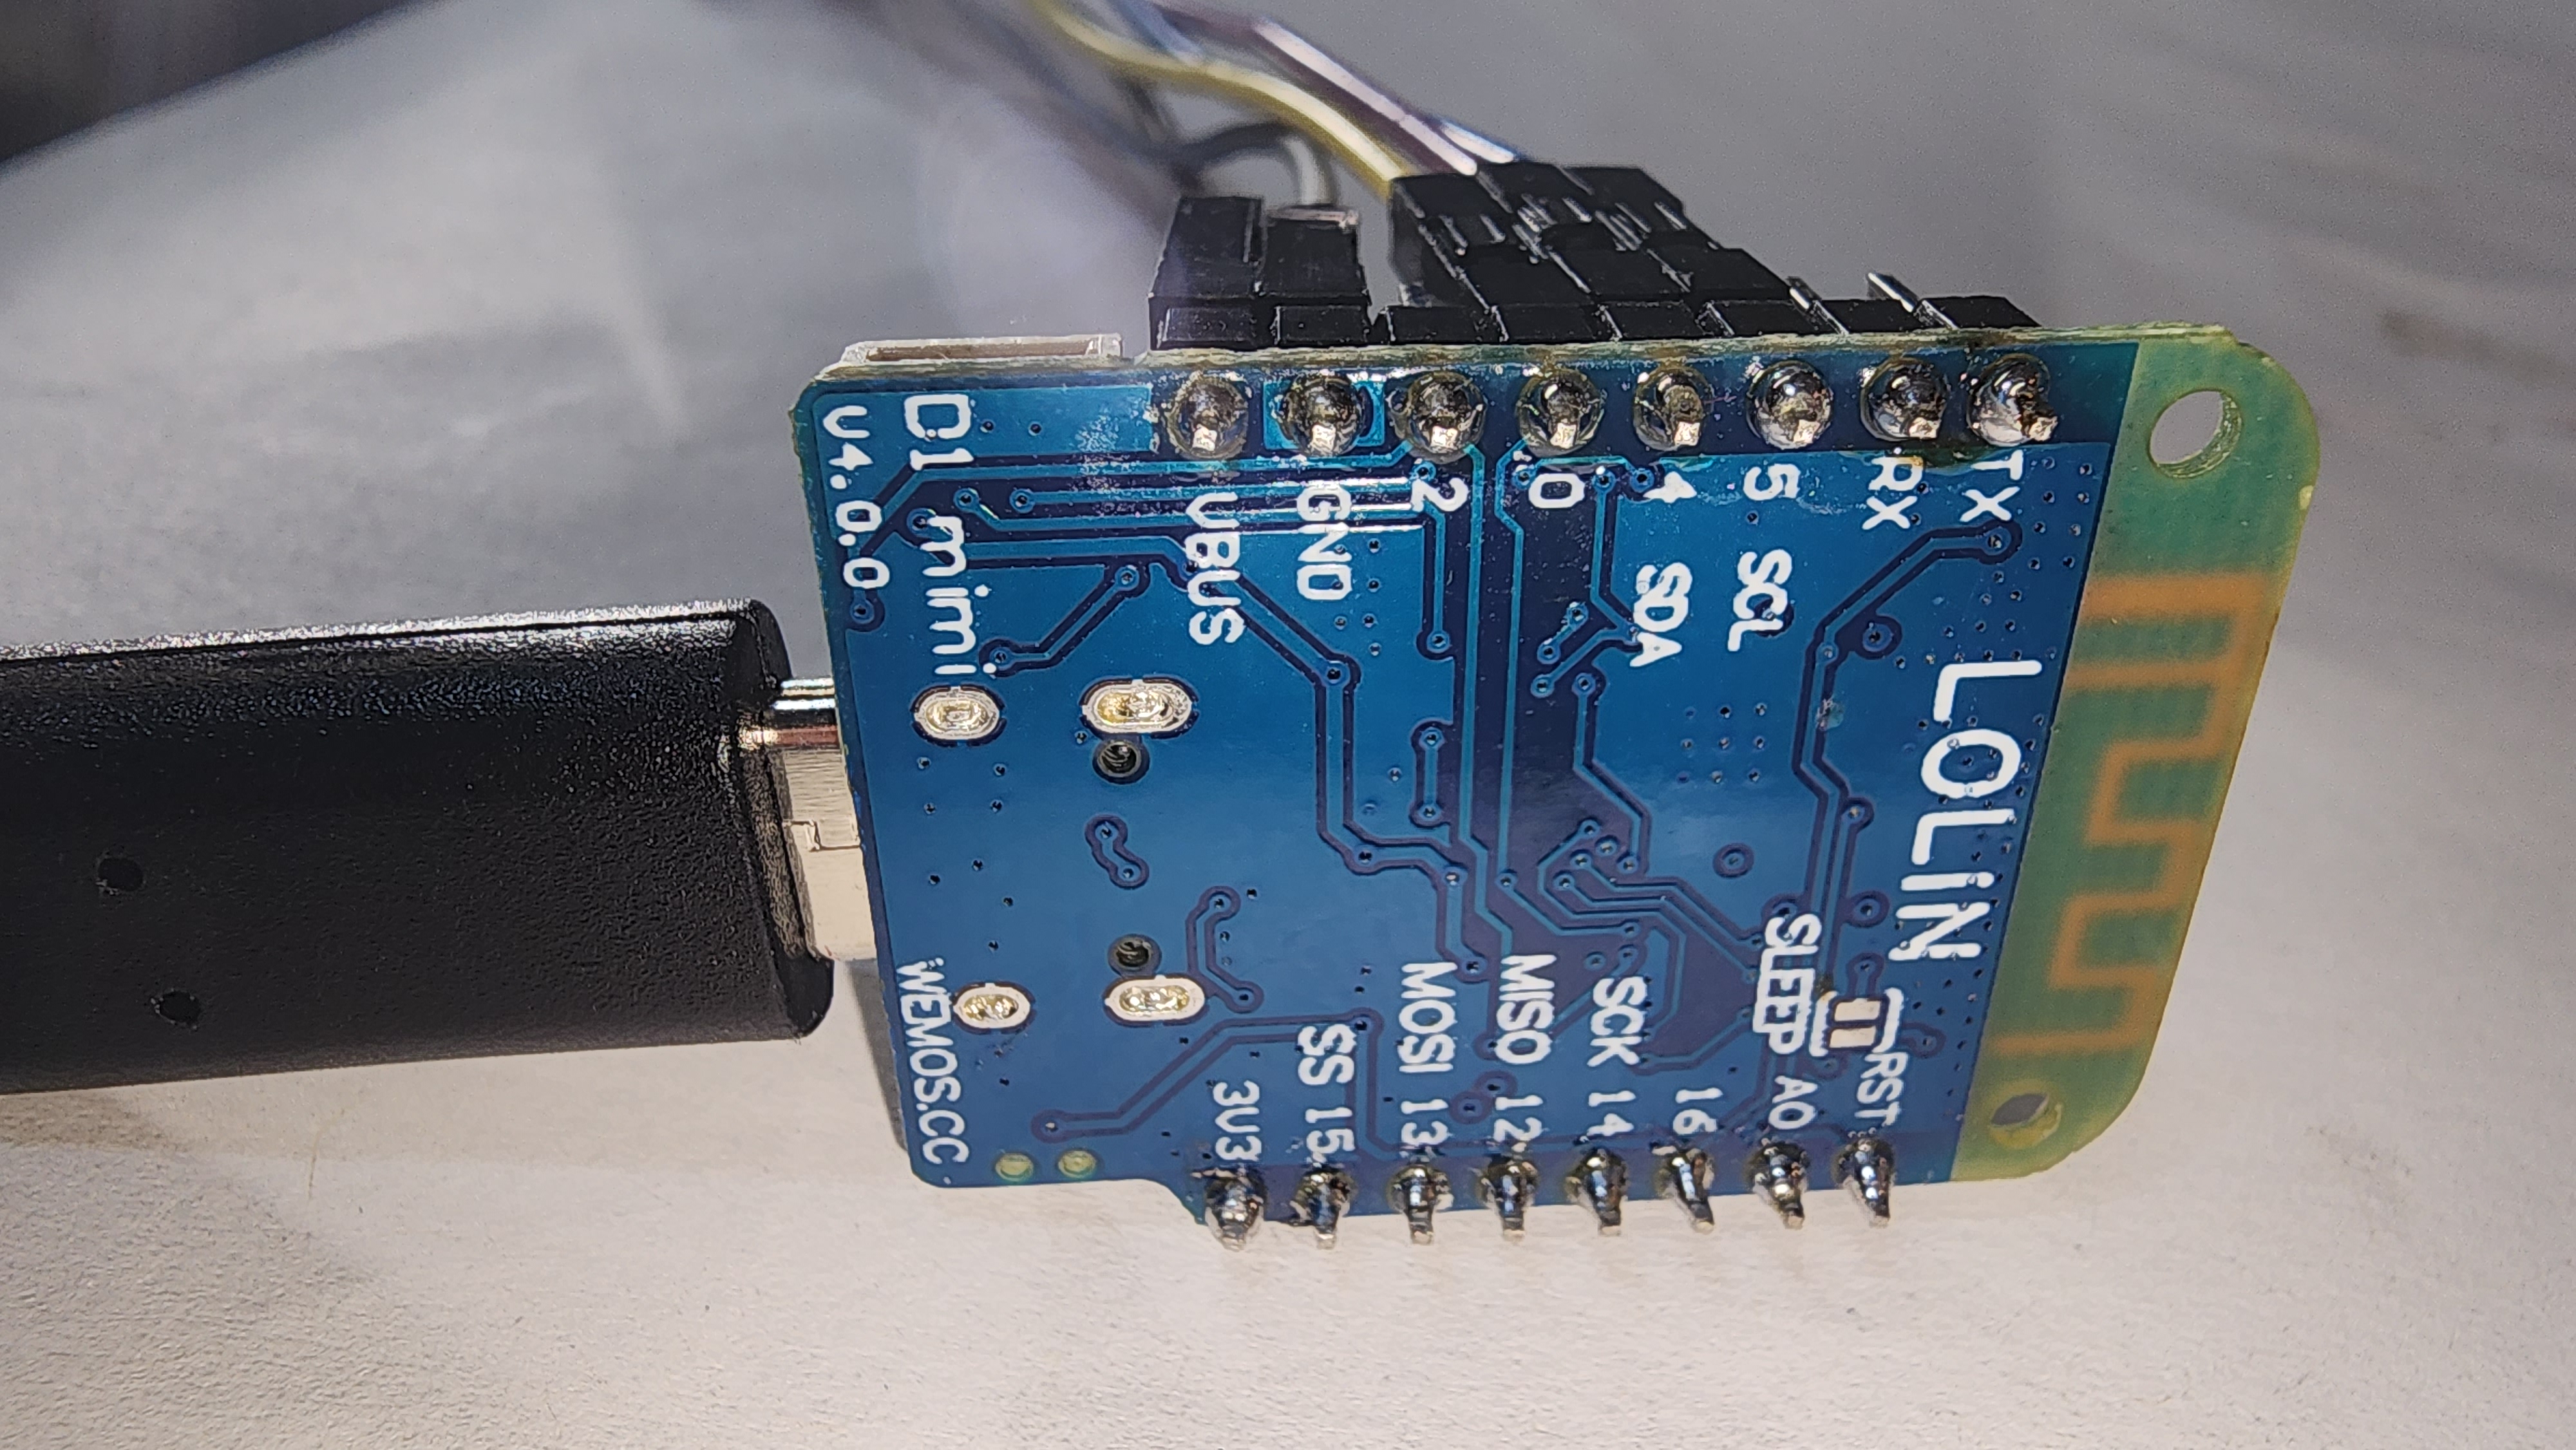 D1 mini
V4.0.0
VBUS
GND
2
0
4 SDA
5 SCL
RX
TX
LOLIN
SLEEP
WEMOS.CC
3V3
SS 15
MOSI 13
MISO 12
SCK 14
16
A0
RST